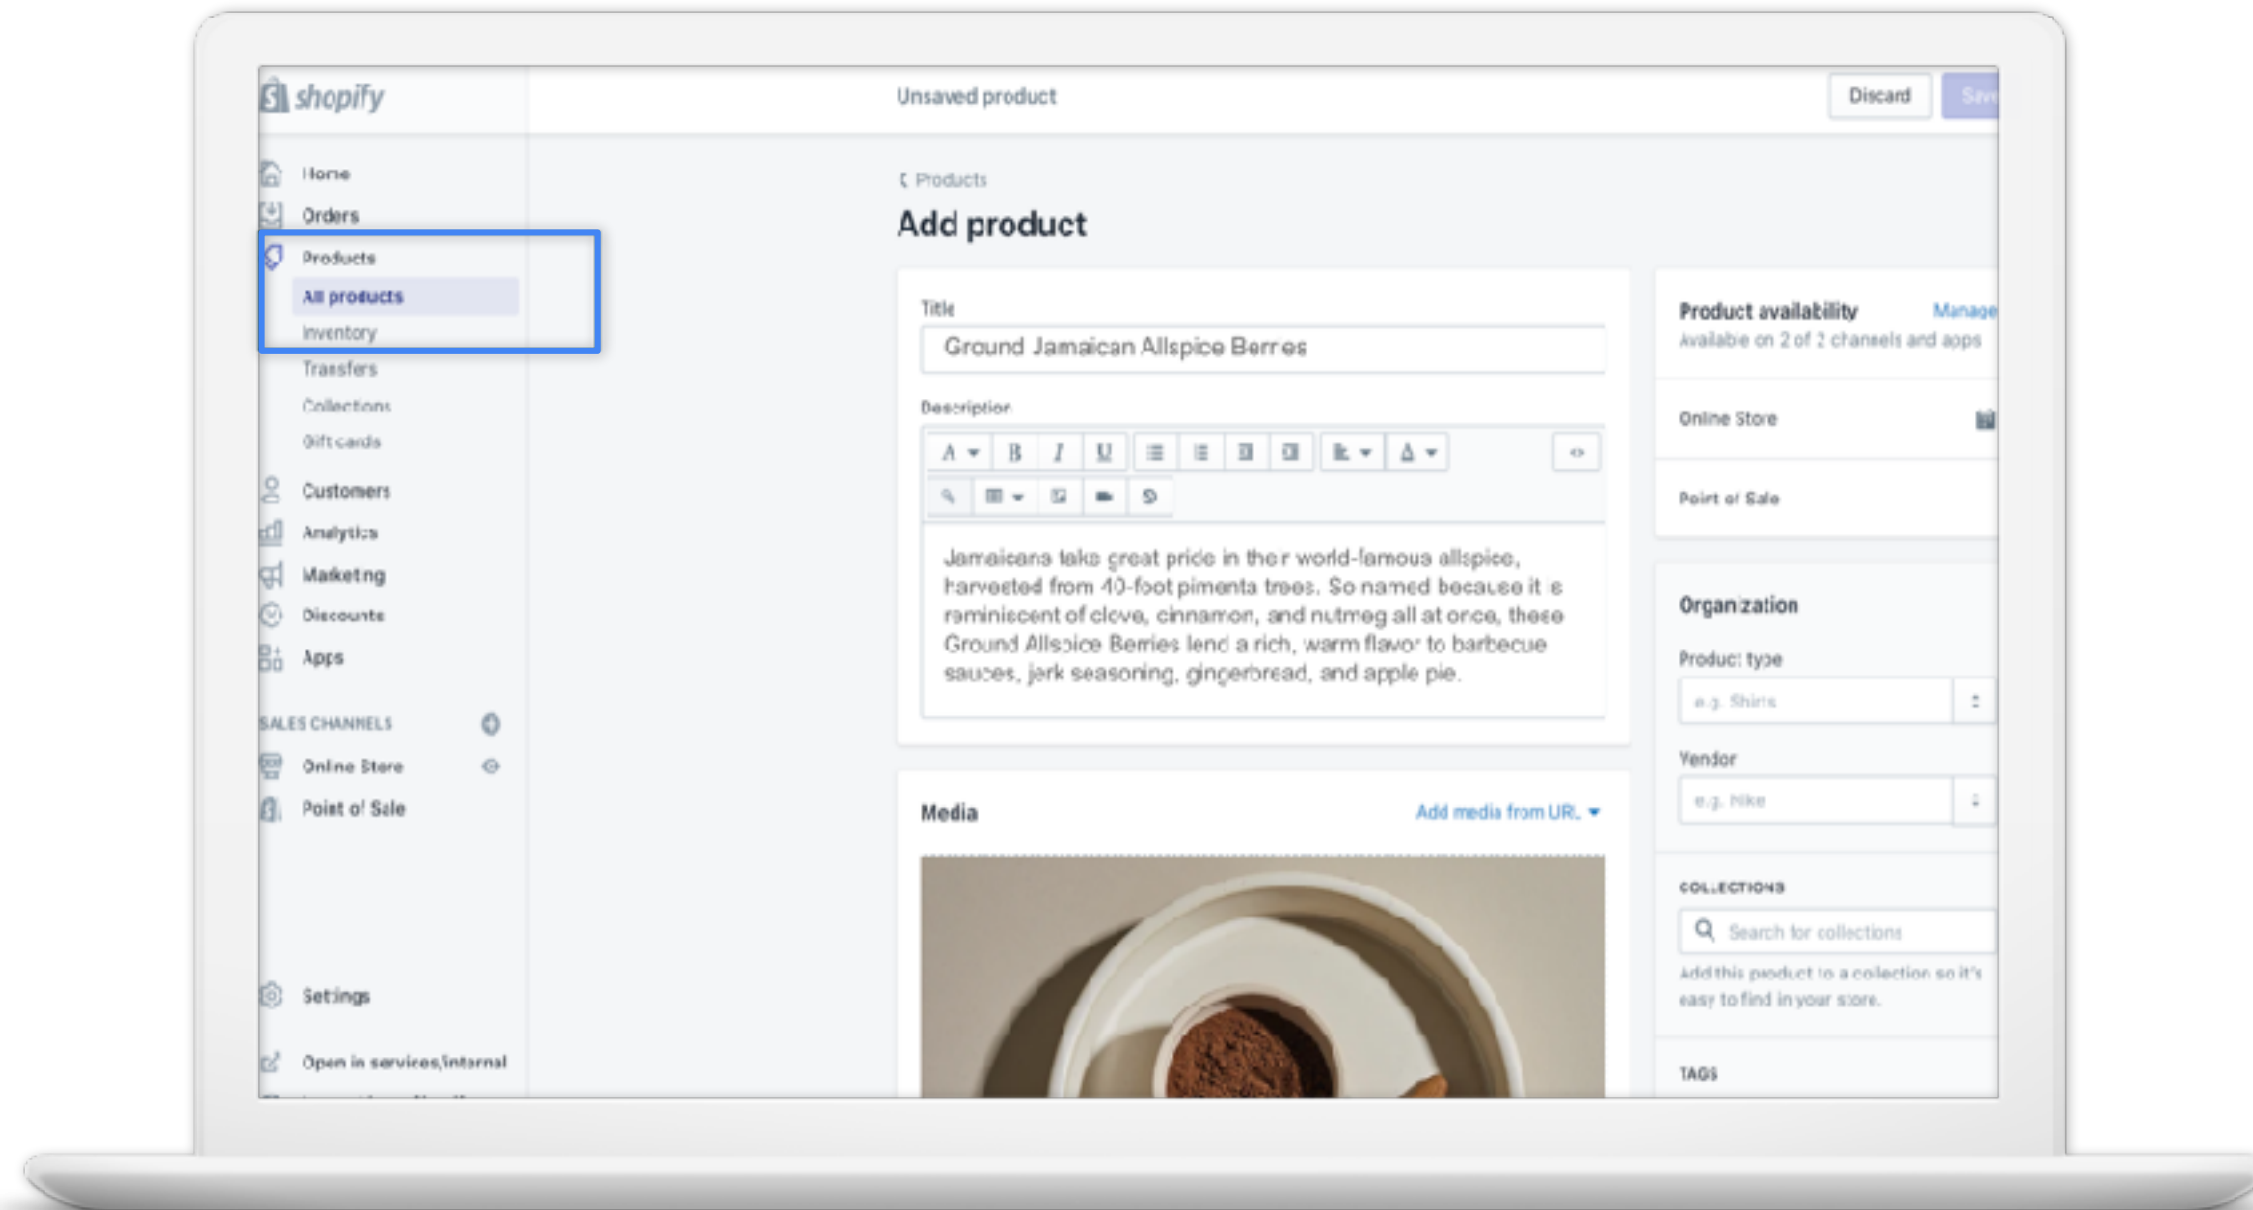 shopify
Unsaved product
Discard
Save
Home
Orders
Products
All products
Inventory
Transfers
Collections
Gift cards
Customers
Analytics
Marketing
Discounts
Apps
SALES CHANNELS
Online Store
Point of Sale
Settings
Open in services/internal
Products
Add product
Title
Ground Jamaican Allspice Berries
Description
A
B
I
U
A
Jamaicans take great pride in their world-famous allspice,
harvested from 40-foot pimenta trees. So named because it is
reminiscent of clove, cinnamon, and nutmeg all at once, these
Ground Allspice Berries lend a rich, warm flavor to barbecue
sauces, jerk seasoning, gingerbread, and apple pie.
Media
Add media from URL
Product availability
Manage
Available on 2 of 2 channels and apps
Online Store
Point of Sale
Organization
Product type
e.g. Shirts
Vendor
e.g. Nike
COLLECTIONS
Search for collections
Add this product to a collection so it's
easy to find in your store.
TAGS